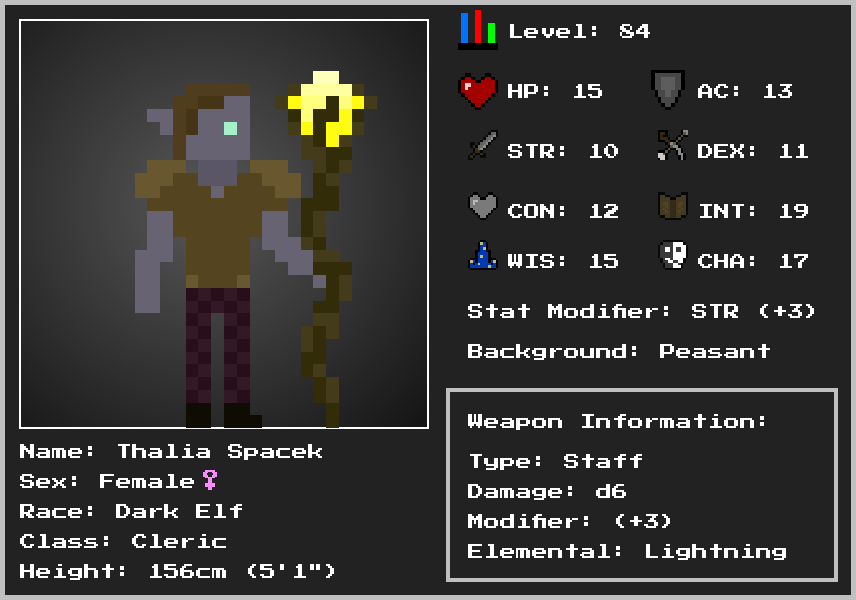 Level: 84
HP: 15 AC: 13
STR: 10 DEX: 11
CON: 12 INT: 19
WIS: 15 CHA: 17
Stat Modifier: STR (+3)
Background: Peasant
Weapon Information:
Type: Staff
Damage: d6
Modifier: (+3)
Elemental: Lightning
Name: Thalia Spacek
Sex: Female♀
Race: Dark Elf
Class: Cleric
Height: 156cm (5'1")